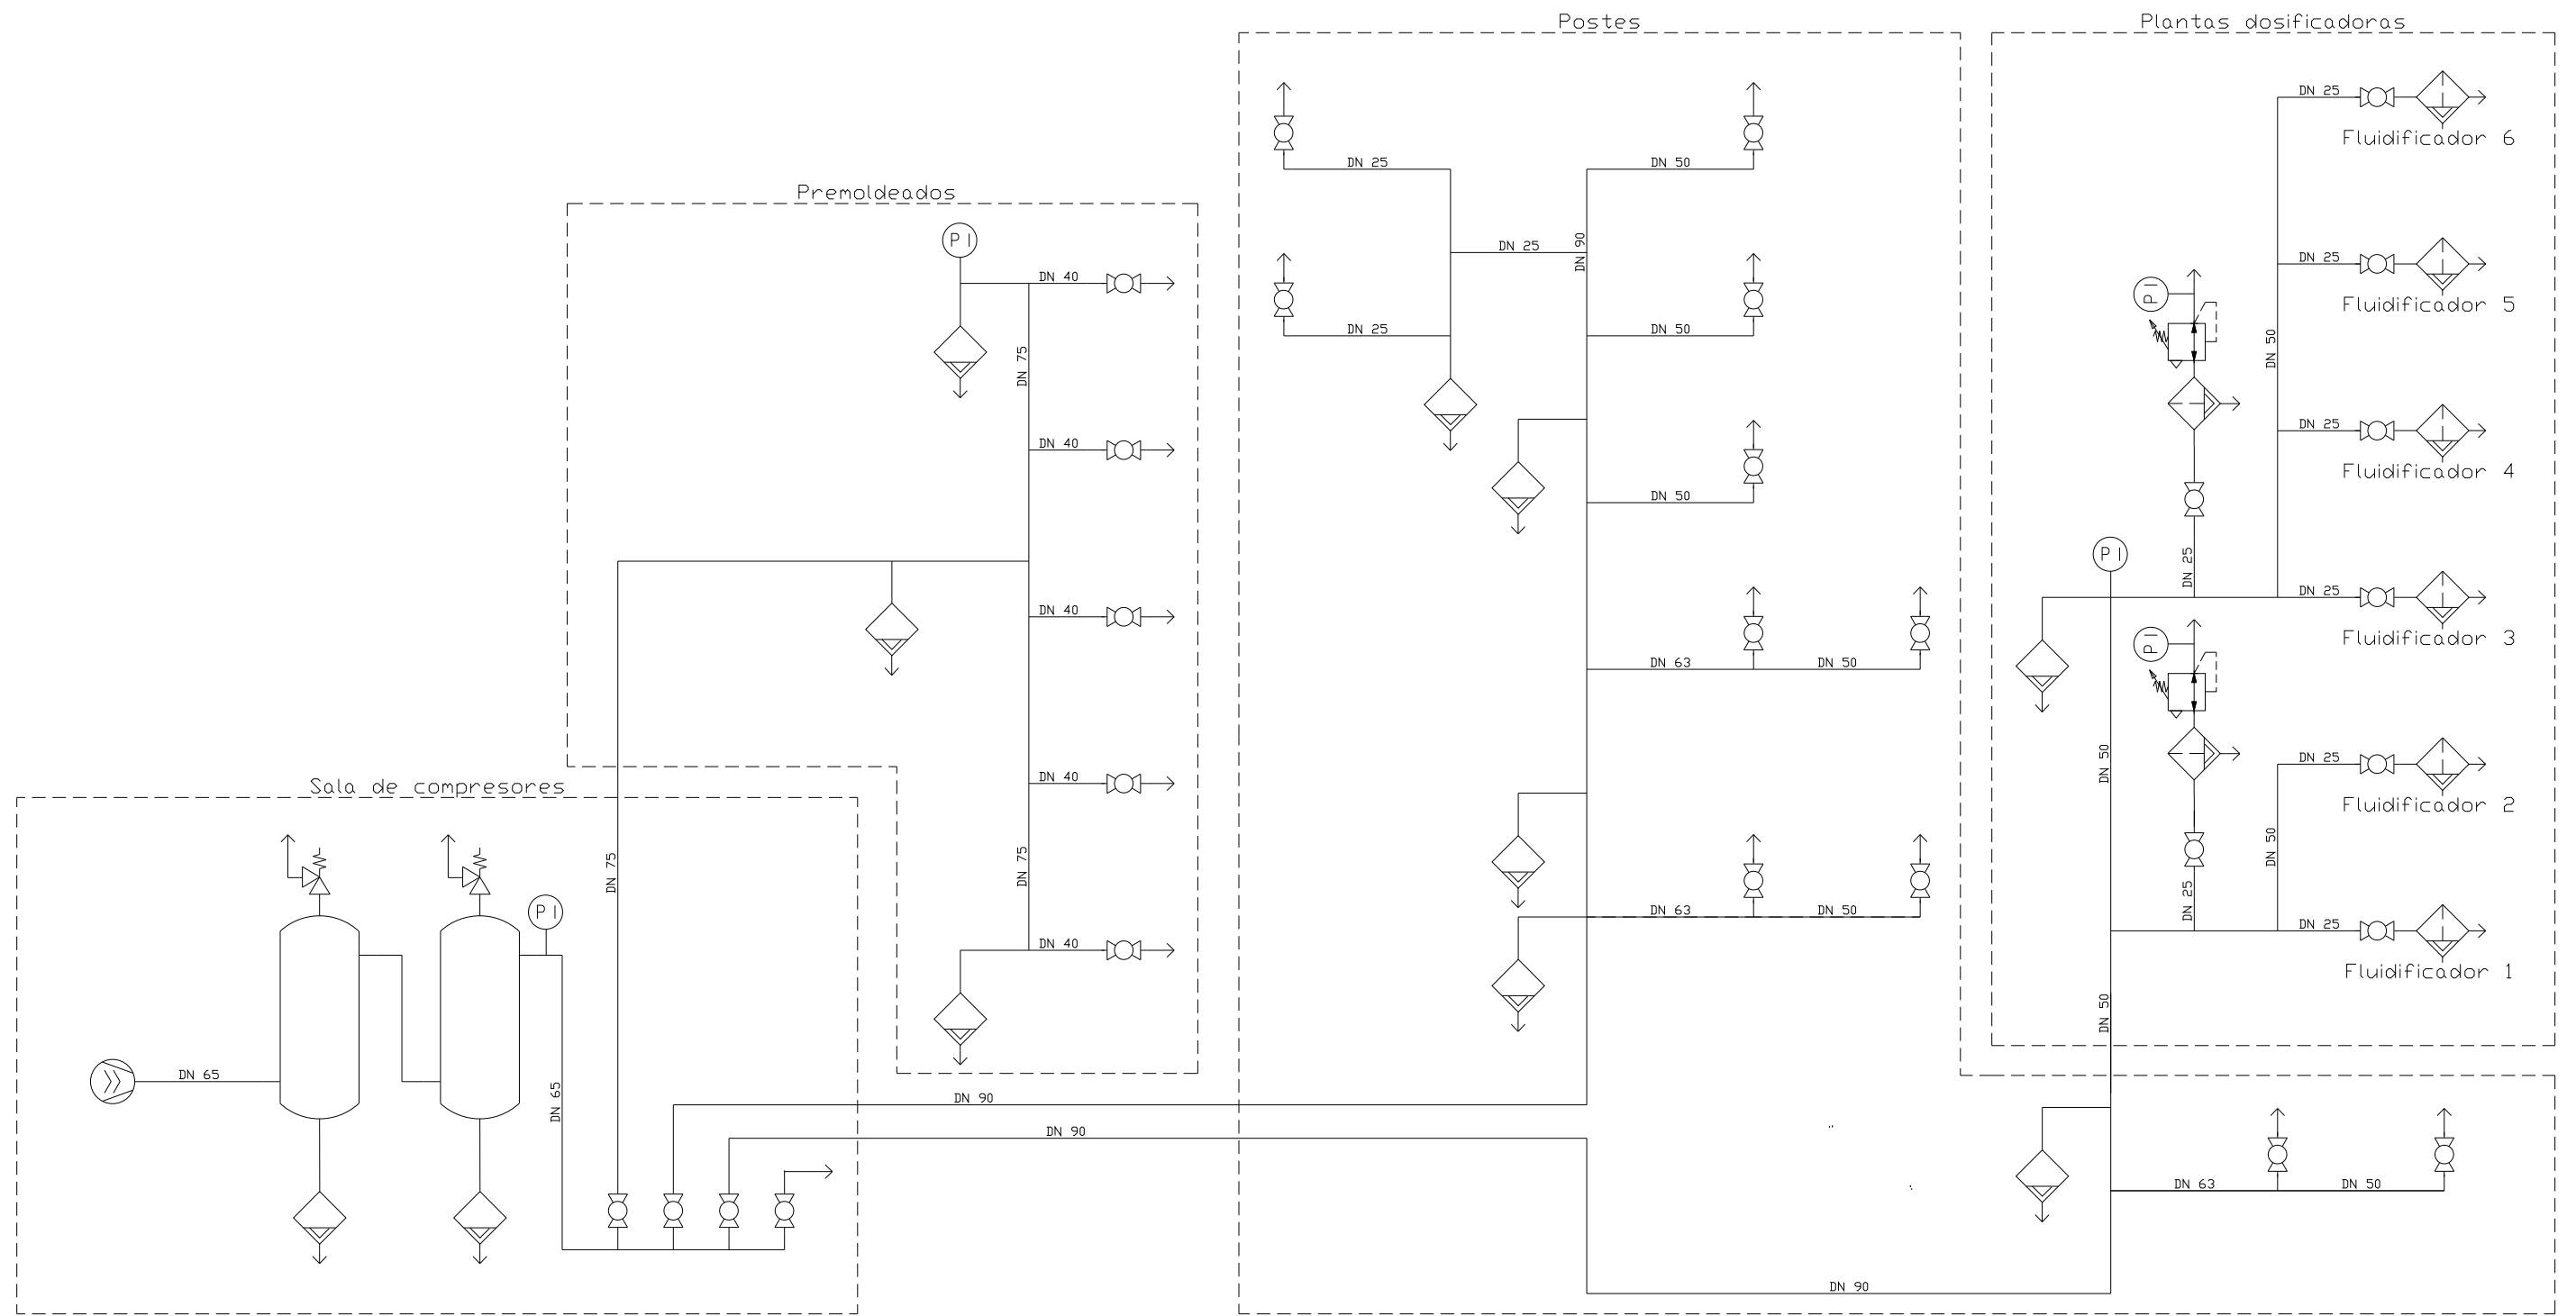 Postes
Plantas dosificadoras
DN 25
Fluidificador 6
DN 25
DN 50
Premoldeados
PI
DN 25
DN 90
DN 25
Fluidificador 5
DN 40
PI
DN 25
DN 50
DN 75
DN 50
DN 25
Fluidificador 4
DN 40
DN 50
PI
DN 25
DN 25
Fluidificador 3
DN 40
PI
DN 63
DN 50
DN 50
DN 25
Fluidificador 2
DN 40
Sala de compresores
DN 75
DN 75
DN 50
PI
DN 63
DN 50
DN 25
DN 25
Fluidificador 1
DN 40
DN 50
DN 65
DN 65
DN 90
DN 90
DN 63
DN 50
DN 90